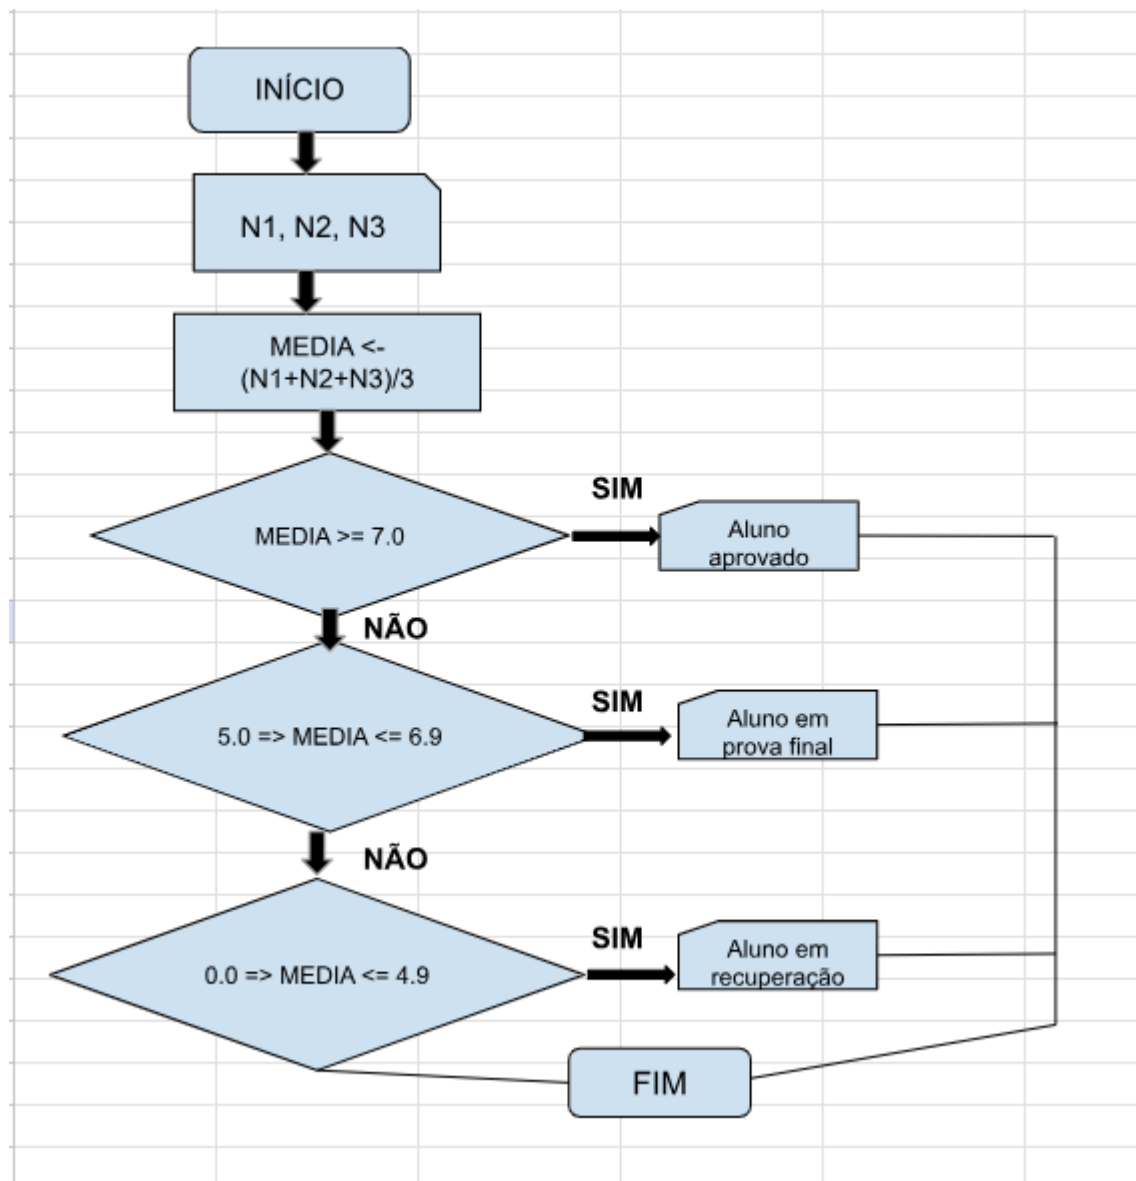 INÍCIO
N1, N2, N3
MEDIA <-
(N1+N2+N3)/3
MEDIA >= 7.0
SIM
Aluno
aprovado
NÃO
5.0 => MEDIA <= 6.9
SIM
Aluno em
prova final
NÃO
0.0 => MEDIA <= 4.9
SIM
Aluno em
recuperação
FIM